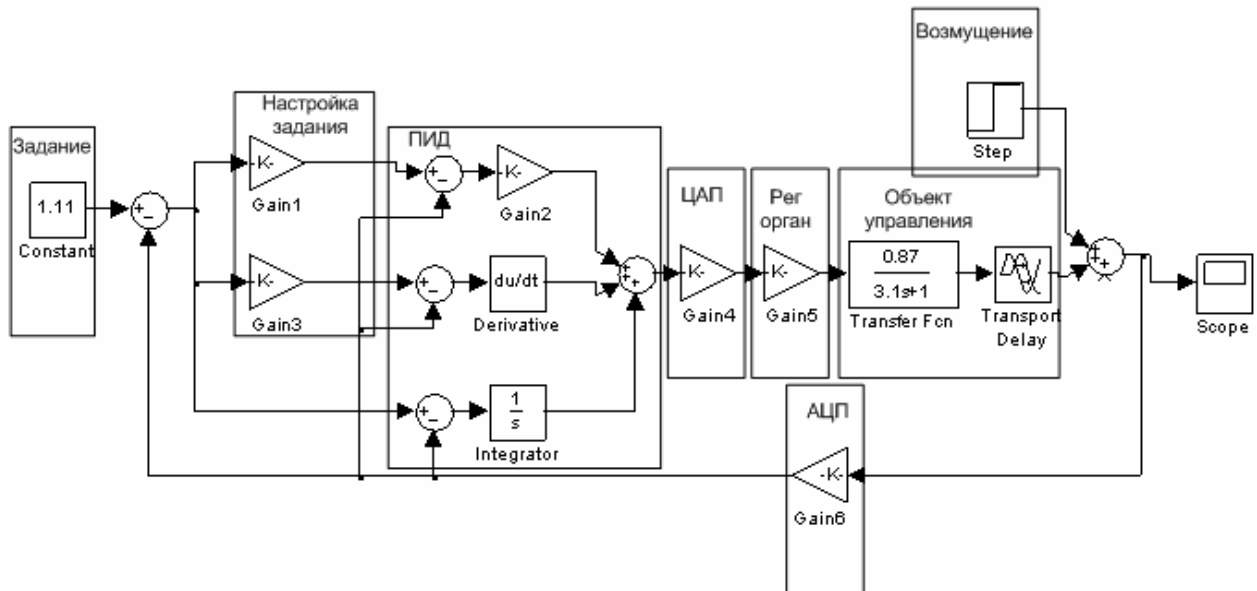 Возмущение
Step
Настройка
задания
-K-
Gain1
Задание
1.11
Constant
ПИД
-K-
Gain2
ЦАП
K-
Gain4
Рег
орган
K-
Gain5
Объект
управления
0.87
3.1s+1
Transfer Fcn
Transport
Delay
Scope
K-
Gain3
du/dt
Derivative
1
s
Integrator
АЦП
-K-
Gain6